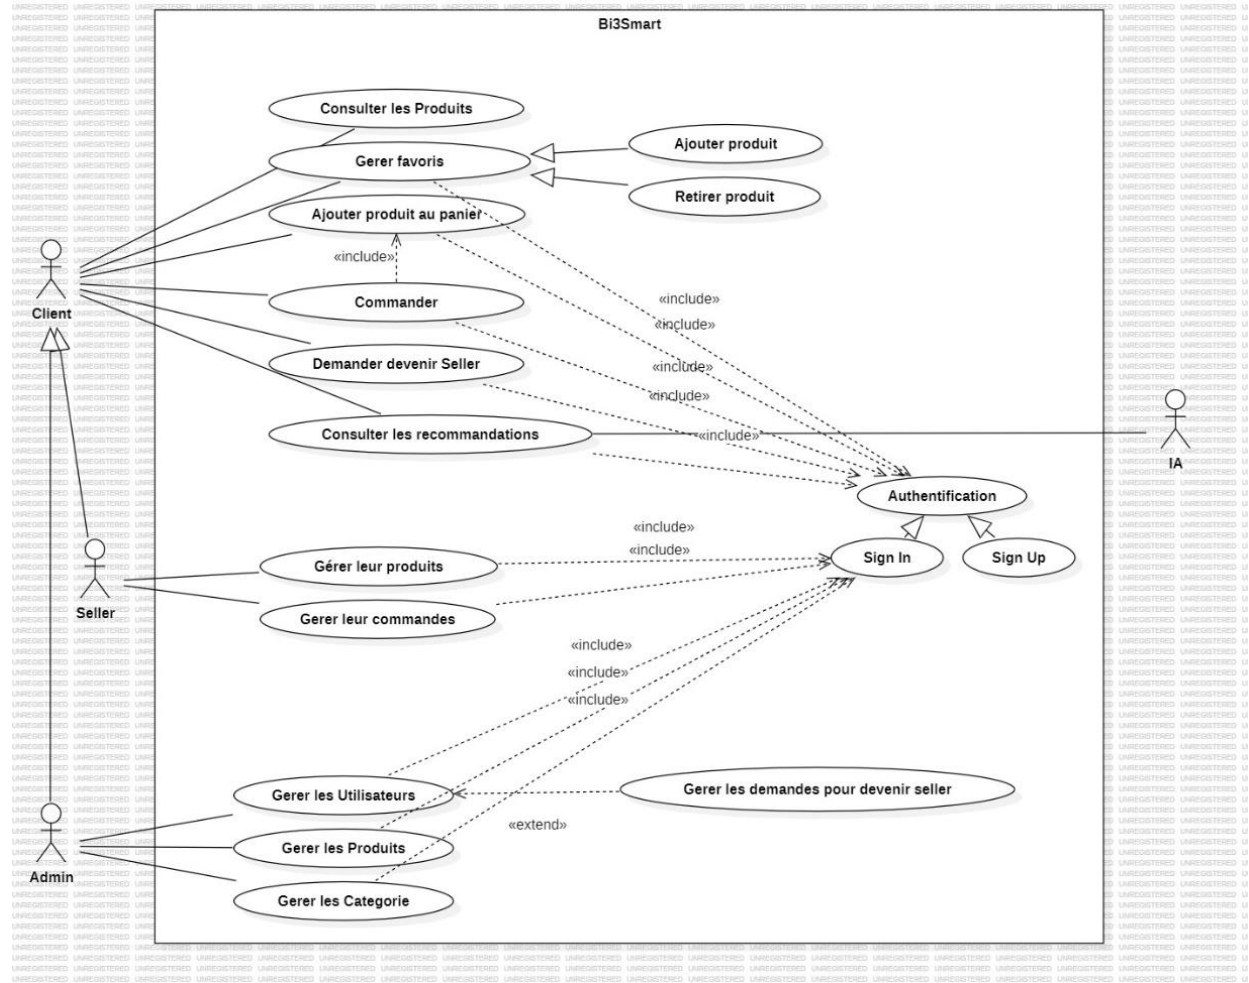 Bi3Smart
Consulter les Produits
Gerer favoris
Ajouter produit
Retirer produit
Ajouter produit au panier
«include»
Commander
«include»
«include»
Client
Demander devenir Seller
«include»
«include»
Consulter les recommandations
«include»
IA
Authentification
«include»
«include»
Gérer leur produits
Sign In
Sign Up
Seller
Gerer leur commandes
«include»
«include»
«include»
Gerer les Utilisateurs
Gerer les demandes pour devenir seller
«extend»
Gerer les Produits
Admin
Gerer les Categorie
UNREGISTERED